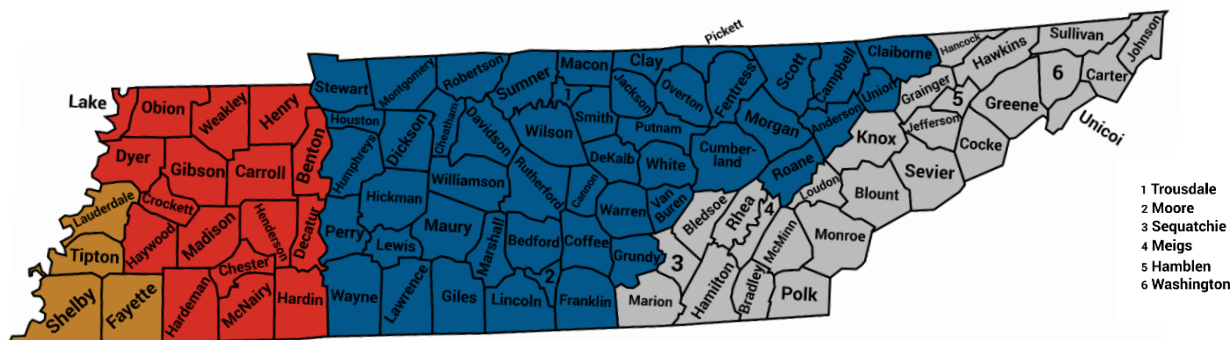 Pickett
Lake
Obion
Weakley
Henry
Stewart
Montgomery
Robertson
Sumner
Macon
Clay
Scott
Campbell
Claiborne
Hancock
Hawkins
Sullivan
Johnson
Carter
6
Unicoi
Greene
5
Grainger
Union
Jefferson
Cocke
Knox
Sevier
Blount
Anderson
Morgan
Fentress
Overton
Jackson
1
Smith
Putnam
Houston
Dickson
Cheatham
Davidson
Wilson
Humphreys
Benton
Dyer
Gibson
Carroll
Cumber-
land
Roane
Loudon
White
DeKalb
Cannon
Rutherford
Williamson
Hickman
Lauderdale
Crockett
Haywood
Madison
Henderson
Decatur
Perry
Lewis
Maury
Marshall
Bedford
Coffee
Warren
Van
Buren
Bledsoe
Rhea
4
McMinn
Monroe
Tipton
Chester
Grundy
3
Shelby
Fayette
Hardeman
McNairy
Hardin
Wayne
Lawrence
Giles
Lincoln
2
Franklin
Marion
Hamilton
Bradley
Polk
1 Trousdale
2 Moore
3 Sequatchie
4 Meigs
5 Hamblen
6 Washington